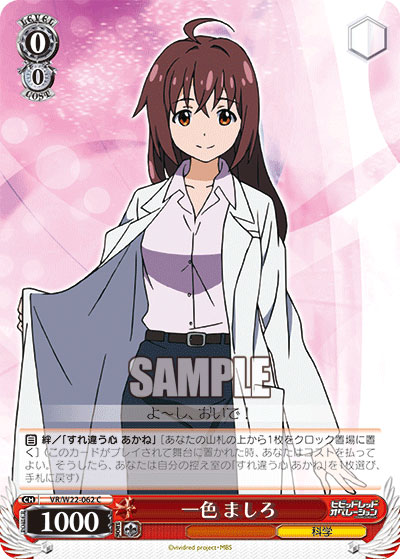 LEVEL
0
0
COST
SAMPLE
よ～し、おいで!
自 絆/「すれ違う心 あかね」[あなたの山札の上から1枚をクロック置場に置
く](このカードがプレイされて舞台に置かれた時、あなたはコストを払ってよ
い。そうしたら、あなたは自分の控え室の「すれ違う心 あかね」を1枚選び、
手札に戻す)
CH VR/W22-062 C
1000
一色 ましろ
ビビッドレッド
オペレーション
科学
©vividred project・MBS